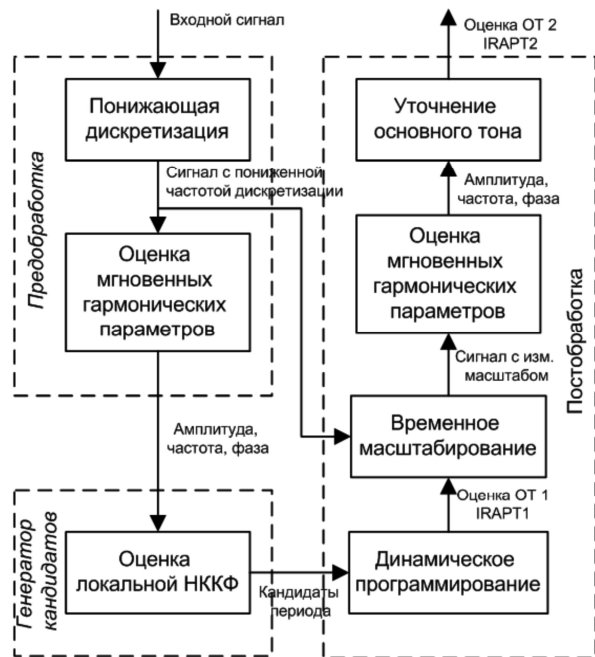 Входной сигнал
Предобработка
Понижающая
дискретизация
Сигнал с пониженной
частотой дискретизации
Оценка
мгновенных
гармонических
параметров
Амплитуда,
частота, фаза
Генератор
кандидатов
Оценка
локальной НККФ
Кандидаты
периода
Постобработка
Динамическое
программирование
Оценка ОТ 1
IRAPT1
Временное
масштабирование
Сигнал с изм.
масштабом
Оценка
мгновенных
гармонических
параметров
Амплитуда,
частота, фаза
Уточнение
основного тона
Оценка ОТ 2
IRAPT2